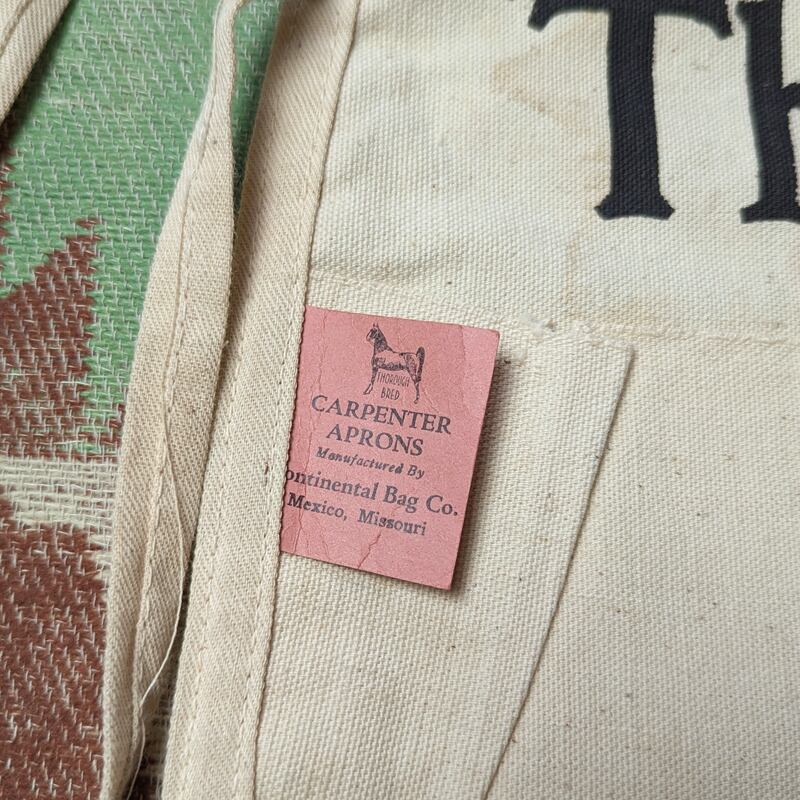 Th
THOROUGH
BRED
CARPENTER
APRONS
Manufactured By
ontinental Bag Co.
Mexico, Missouri